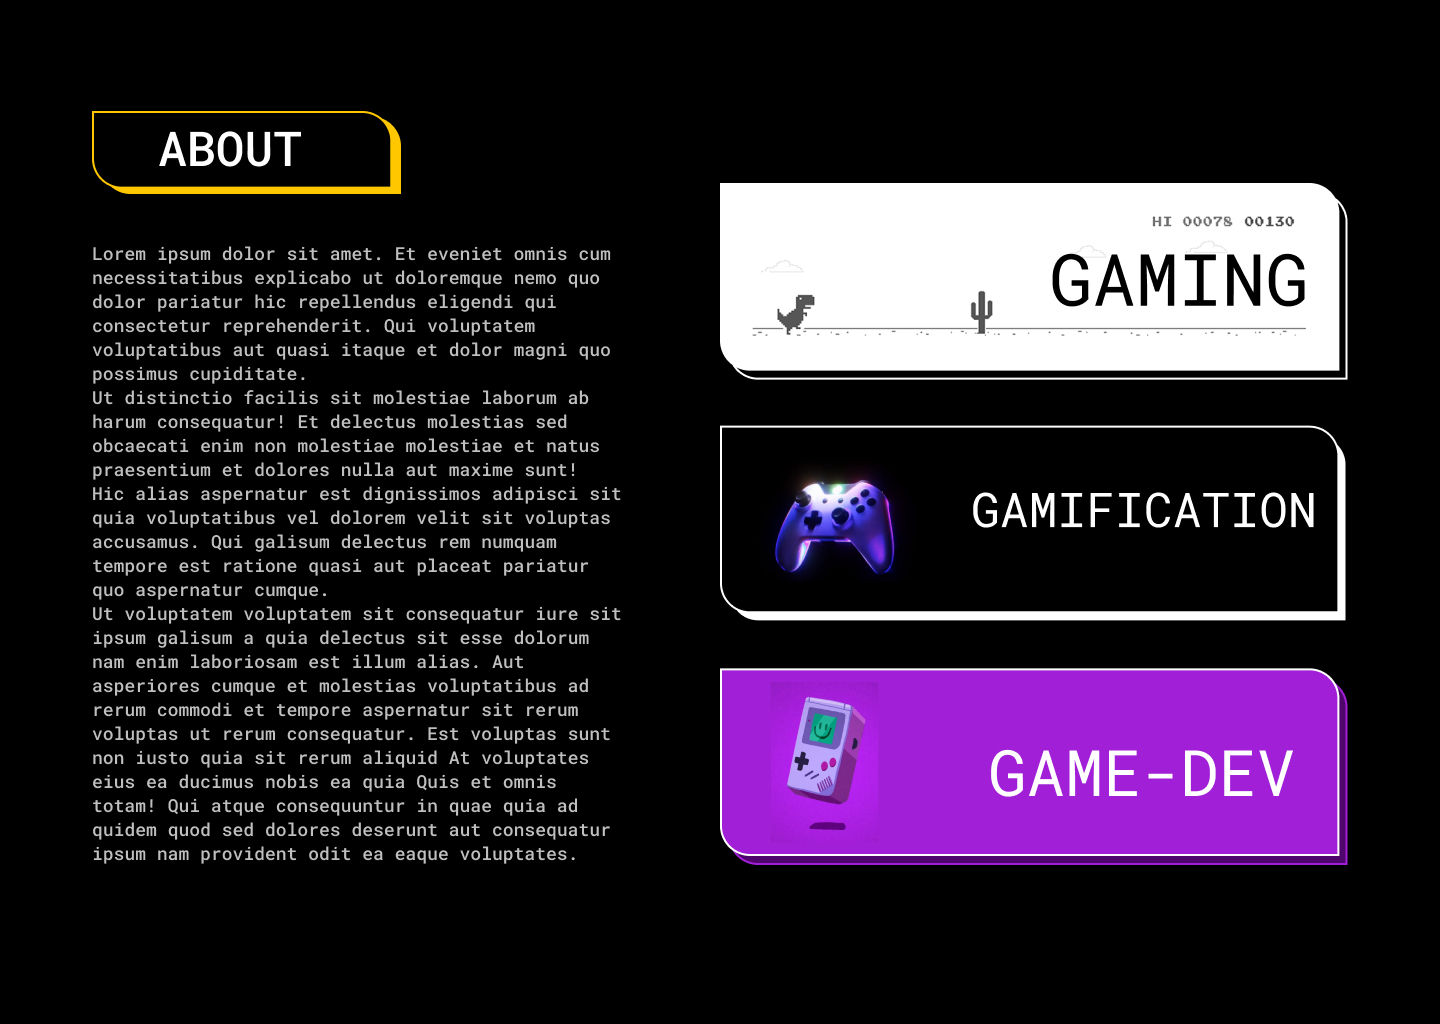 ABOUT
Lorem ipsum dolor sit amet. Et eveniet omnis cum
necessitatibus explicabo ut doloremque nemo quo
dolor pariatur hic repellendus eligendi qui
consectetur reprehenderit. Qui voluptatem
voluptatibus aut quasi itaque et dolor magni quo
possimus cupiditate.
Ut distinctio facilis sit molestiae laborum ab
harum consequatur! Et delectus molestias sed
obcaecati enim non molestiae molestiae et natus
praesentium et dolores nulla aut maxime sunt!
Hic alias aspernatur est dignissimos adipisci sit
quia voluptatibus vel dolorem velit sit voluptas
accusamus. Qui galisum delectus rem numquam
tempore est ratione quasi aut placeat pariatur
quo aspernatur cumque.
Ut voluptatem voluptatem sit consequatur iure sit
ipsum galisum a quia delectus sit esse dolorum
nam enim laboriosam est illum alias. Aut
asperiores cumque et molestias voluptatibus ad
rerum commodi et tempore aspernatur sit rerum
voluptas ut rerum consequatur. Est voluptas sunt
non iusto quia sit rerum aliquid At voluptates
eius ea ducimus nobis ea quia Quis et omnis
totam! Qui atque consequuntur in quae quia ad
quidem quod sed dolores deserunt aut consequatur
ipsum nam provident odit ea eaque voluptates.
HI 00078 00130
GAMING
GAMIFICATION
GAME-DEV